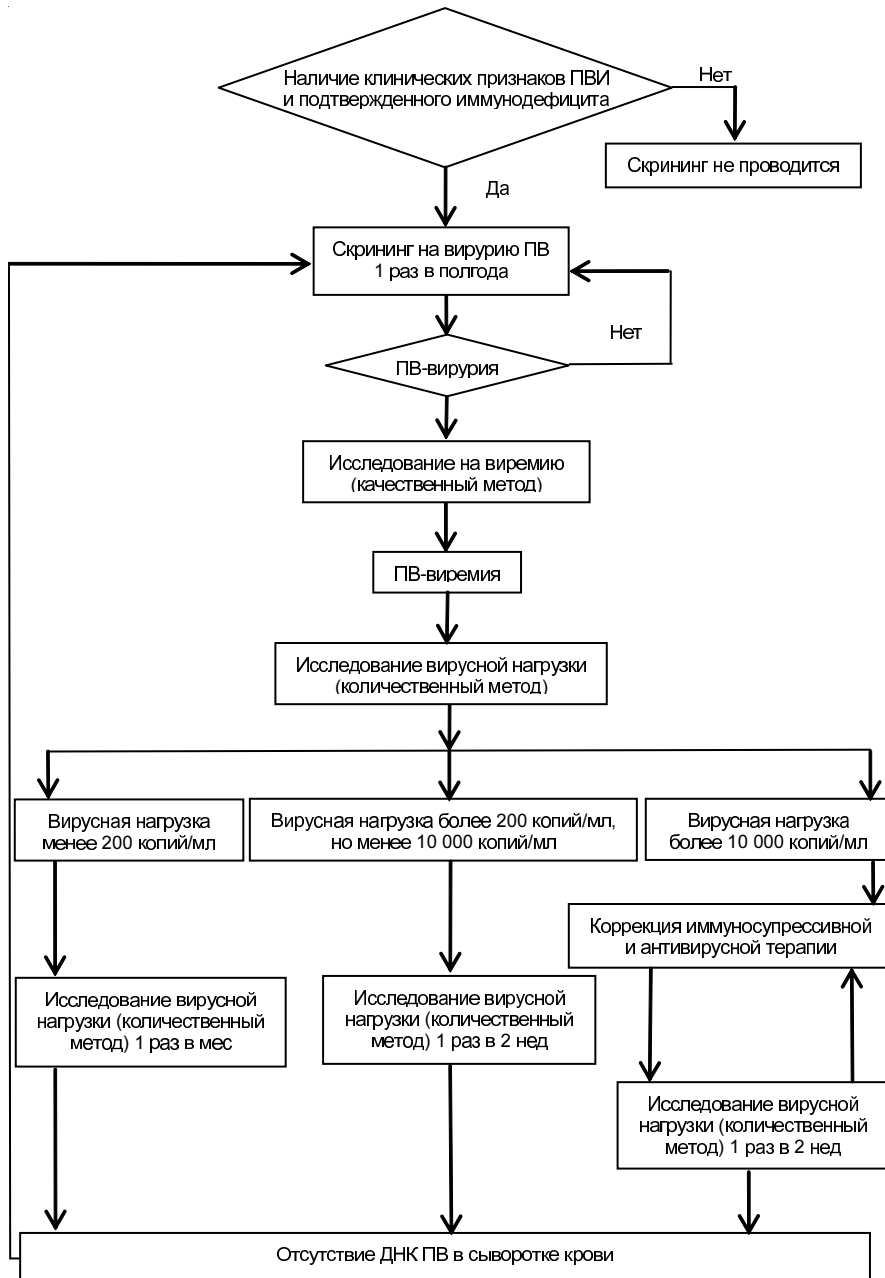 Наличие клинических признаков ПВИ
и подтвержденного иммунодефицита
Нет
Скрининг не проводится
Да
Скрининг на вирурию ПВ
1 раз в полгода
Нет
ПВ-вирурия
Исследование на виремию
(качественный метод)
ПВ-виремия
Исследование вирусной нагрузки
(количественный метод)
Вирусная нагрузка
менее 200 копий/мл
Вирусная нагрузка более 200 копий/мл,
но менее 10 000 копий/мл
Вирусная нагрузка
более 10 000 копий/мл
Коррекция иммуносупрессивной
и антивирусной терапии
Исследование вирусной
нагрузки (количественный
метод) 1 раз в мес
Исследование вирусной
нагрузки (количественный
метод) 1 раз в 2 нед
Исследование вирусной
нагрузки (количественный
метод) 1 раз в 2 нед
Отсутствие ДНК ПВ в сыворотке крови